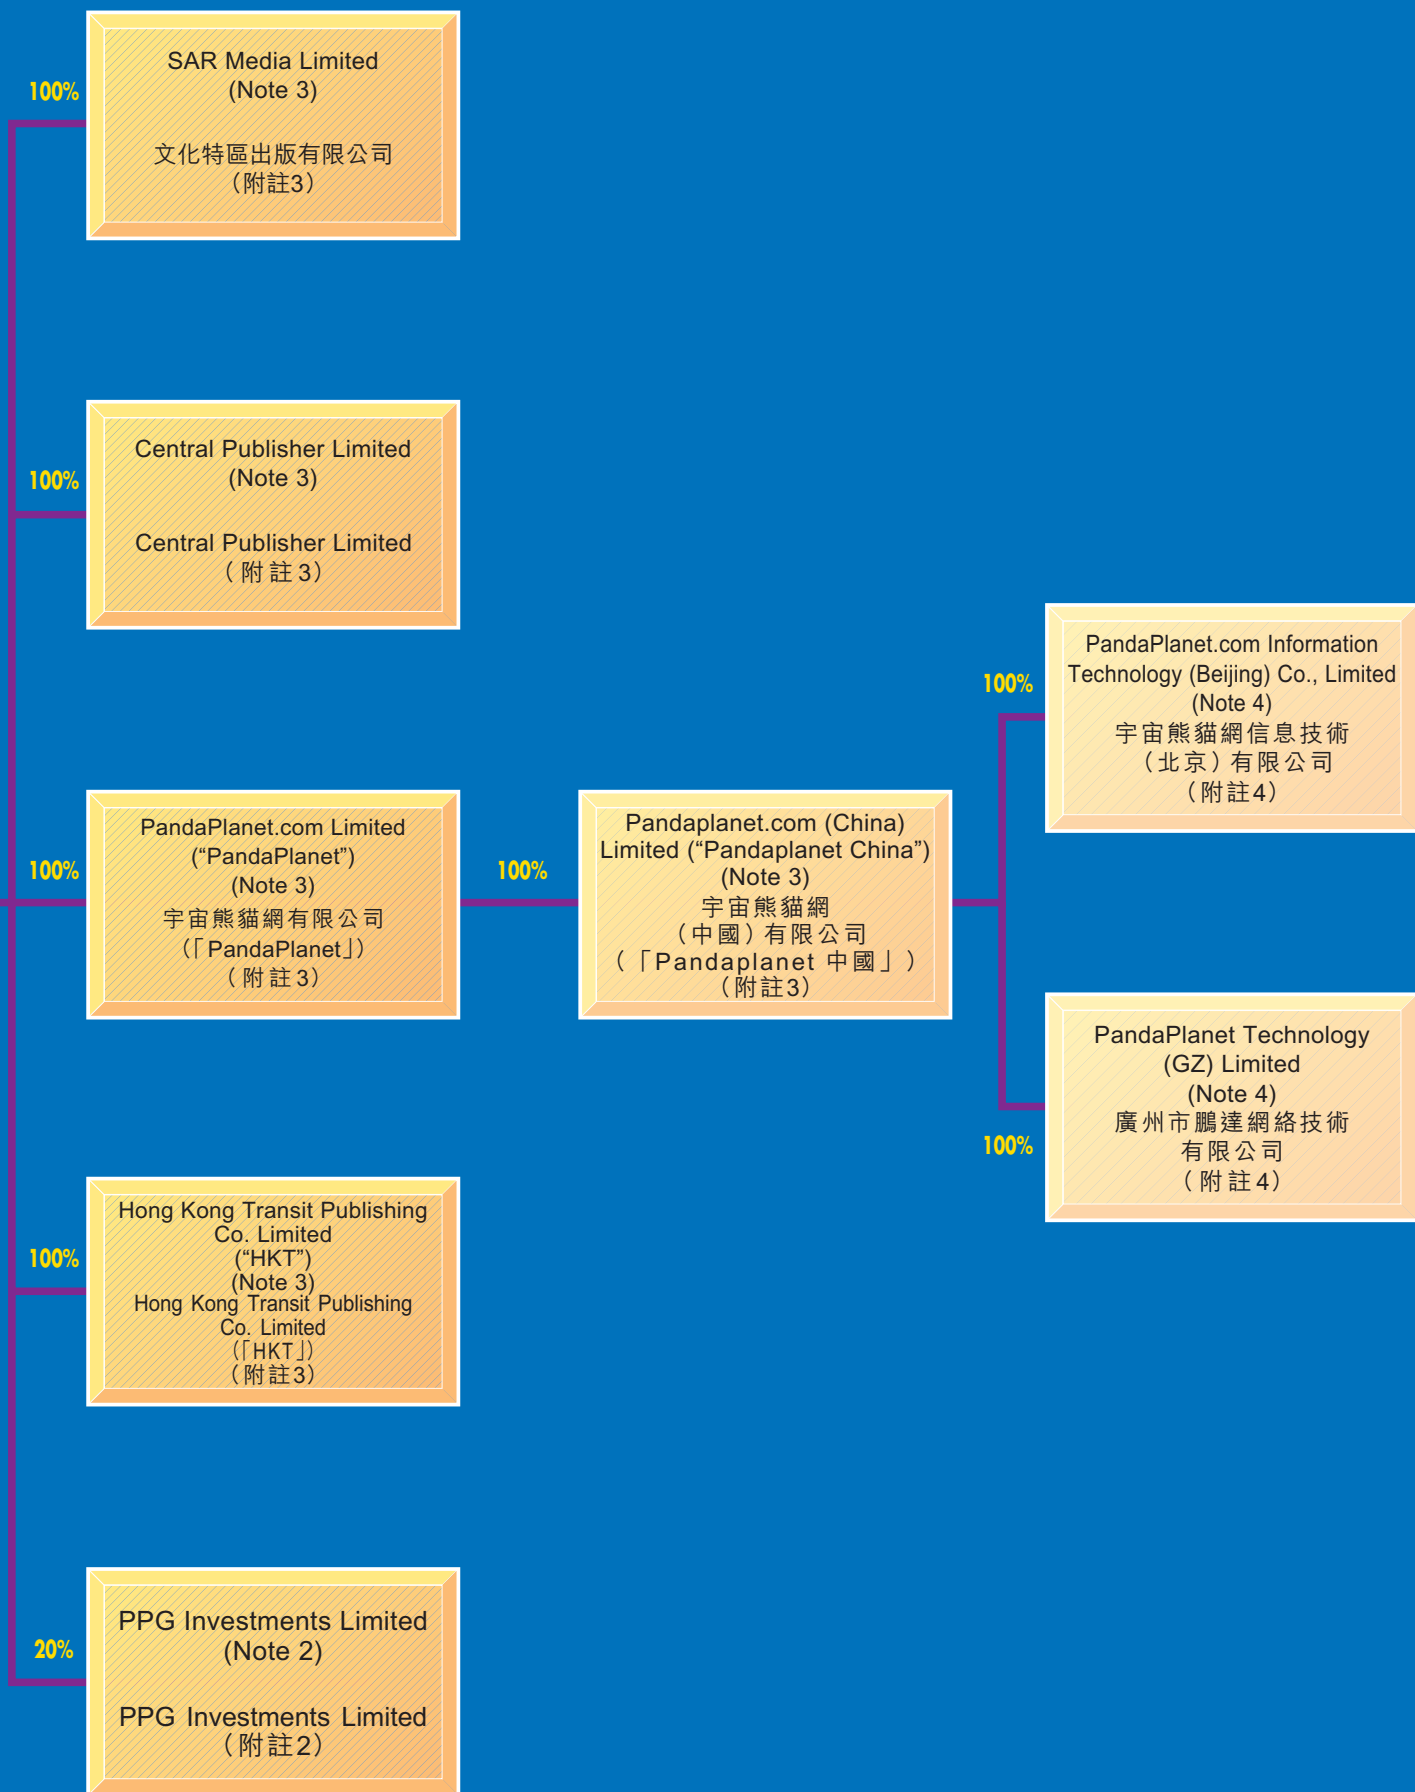 100%
SAR Media Limited
(Note 3)
文化特區出版有限公司
（附註3）
100%
Central Publisher Limited
(Note 3)
Central Publisher Limited
（附註3）
100%
PandaPlanet.com Limited
(“PandaPlanet”)
(Note 3)
宇宙熊貓網有限公司
（「PandaPlanet」）
（附註3）
100%
Pandaplanet.com (China)
Limited (“Pandaplanet China”)
(Note 3)
宇宙熊貓網
（中國）有限公司
（「Pandaplanet 中國」）
（附註3）
100%
PandaPlanet.com Information
Technology (Beijing) Co., Limited
(Note 4)
宇宙熊貓網信息技術
（北京）有限公司
（附註4）
100%
PandaPlanet Technology
(GZ) Limited
(Note 4)
廣州市鵬達網絡技術
有限公司
（附註4）
100%
Hong Kong Transit Publishing
Co. Limited
(“HKT”)
(Note 3)
Hong Kong Transit Publishing
Co. Limited
（「HKT」）
（附註3）
20%
PPG Investments Limited
(Note 2)
PPG Investments Limited
（附註2）